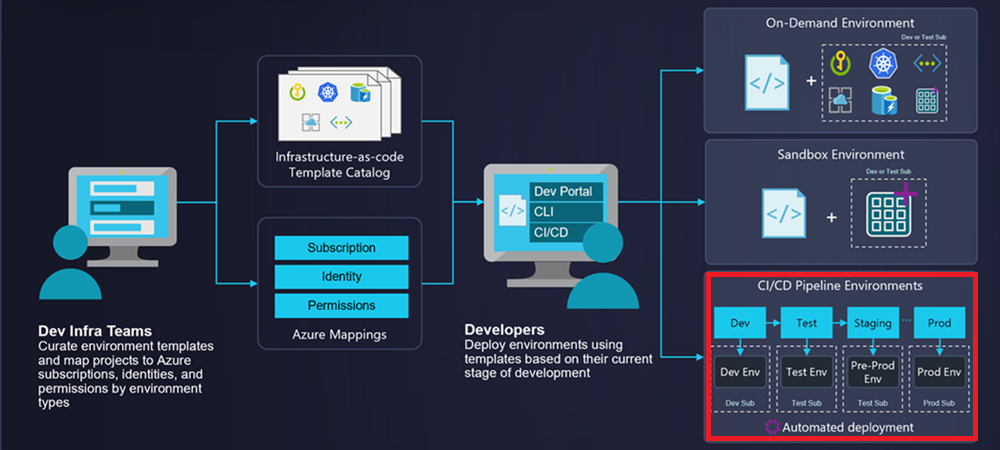 Dev Infra Teams
Curate environment templates
and map projects to Azure
subscriptions, identities, and
permissions by environment
types
Infrastructure-as-code
Template Catalog
Subscription
Identity
Permissions
Azure Mappings
</>
Dev Portal
CLI
CI/CD
Developers
Deploy environments using
templates based on their current
stage of development
On-Demand Environment
Dev or Test Sub
</>
+
Sandbox Environment
Dev or Test Sub
</>
+
CI/CD Pipeline Environments
Dev Test Staging ... Prod
Dev Env Test Env Pre-Prod Env Prod Env
Dev Sub Test Sub Test Sub Prod Sub
Automated deployment